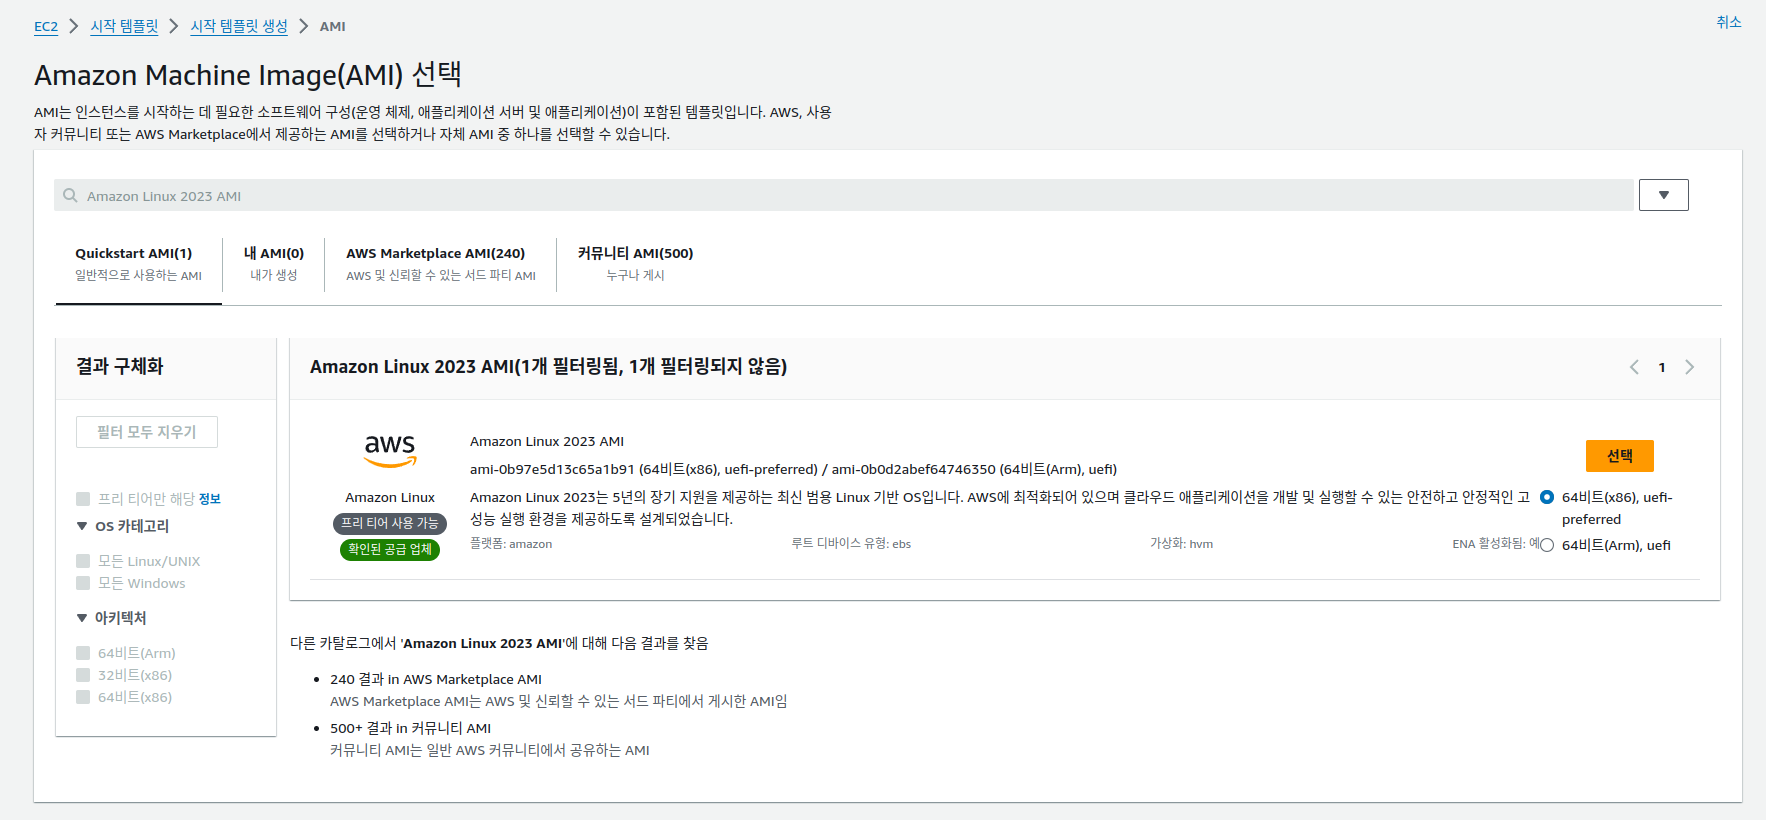 EC2 > 시작 템플릿 > 시작 템플릿 생성 > AMI
취소
Amazon Machine Image(AMI) 선택
AMI는 인스턴스를 시작하는 데 필요한 소프트웨어 구성(운영 체제, 애플리케이션 서버 및 애플리케이션)이 포함된 템플릿입니다. AWS, 사용
자 커뮤니티 또는 AWS Marketplace에서 제공하는 AMI를 선택하거나 자체 AMI 중 하나를 선택할 수 있습니다.
Amazon Linux 2023 AMI
Quickstart AMI(1)
일반적으로 사용하는 AMI
내 AMI(0)
내가 생성
AWS Marketplace AMI(240)
AWS 및 신뢰할 수 있는 서드 파티 AMI
커뮤니티 AMI(500)
누구나 게시
결과 구체화
필터 모두 지우기
프리 티어만 해당 정보
OS 카테고리
모든 Linux/UNIX
모든 Windows
아키텍처
64비트(Arm)
32비트(x86)
64비트(x86)
Amazon Linux 2023 AMI(1개 필터링됨, 1개 필터링되지 않음)
1
aws
Amazon Linux
프리 티어 사용 가능
확인된 공급 업체
Amazon Linux 2023 AMI
ami-0b97e5d13c65a1b91 (64비트(x86), uefi-preferred) / ami-0b0d2abef64746350 (64비트(Arm), uefi)
Amazon Linux 2023는 5년의 장기 지원을 제공하는 최신 범용 Linux 기반 OS입니다. AWS에 최적화되어 있으며 클라우드 애플리케이션을 개발 및 실행할 수 있는 안전하고 안정적인 고
성능 실행 환경을 제공하도록 설계되었습니다.
플랫폼: amazon
루트 디바이스 유형: ebs
가상화: hvm
ENA 활성화됨: 예
선택
64비트(x86), uefi-
preferred
64비트(Arm), uefi
다른 카탈로그에서 'Amazon Linux 2023 AMI'에 대해 다음 결과를 찾음
• 240 결과 in AWS Marketplace AMI
AWS Marketplace AMI는 AWS 및 신뢰할 수 있는 서드 파티에서 게시한 AMI임
• 500+ 결과 in 커뮤니티 AMI
커뮤니티 AMI는 일반 AWS 커뮤니티에서 공유하는 AMI